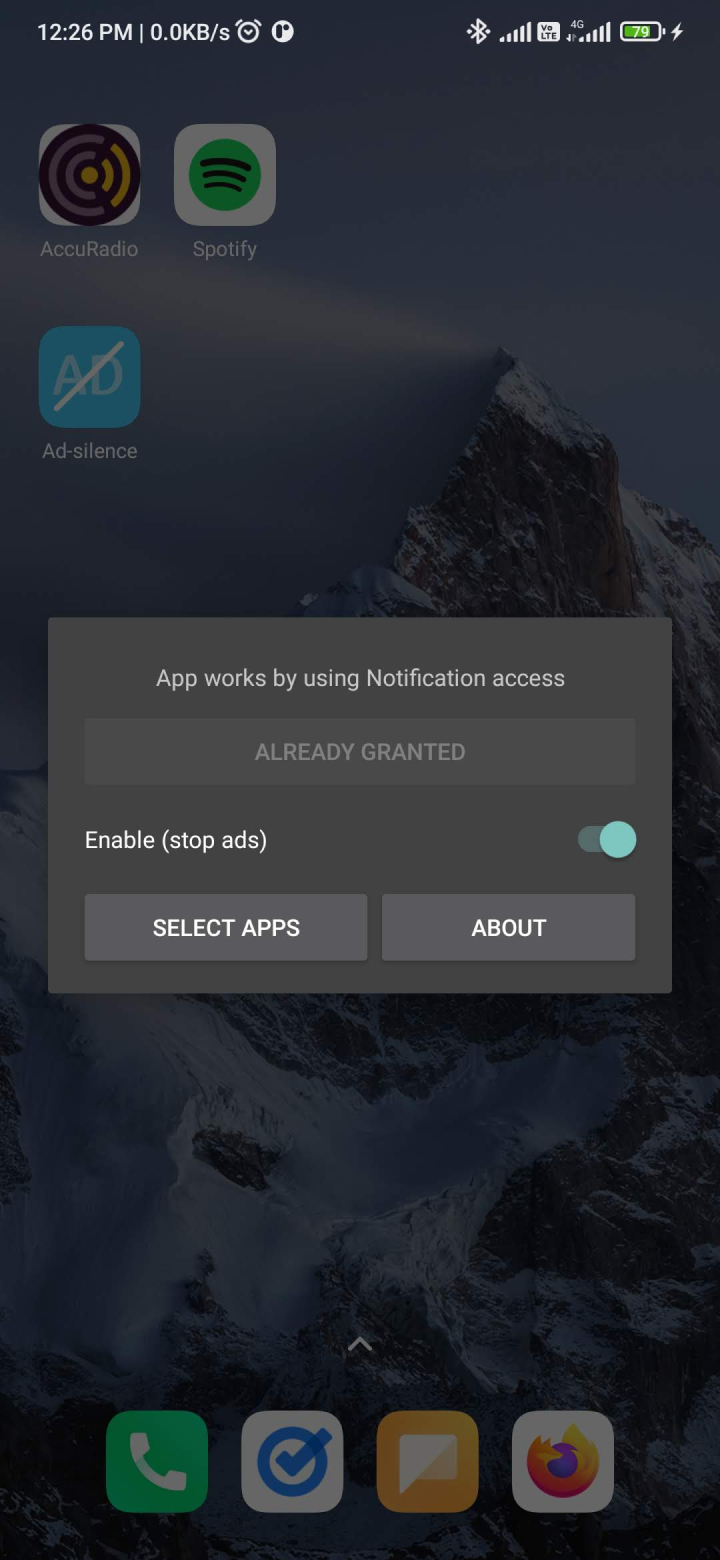 12:26 PM | 0.0KB/s Vo LTE 4G 79
AccuRadio Spotify
AD
Ad-silence
App works by using Notification access
ALREADY GRANTED
Enable (stop ads)
SELECT APPS ABOUT